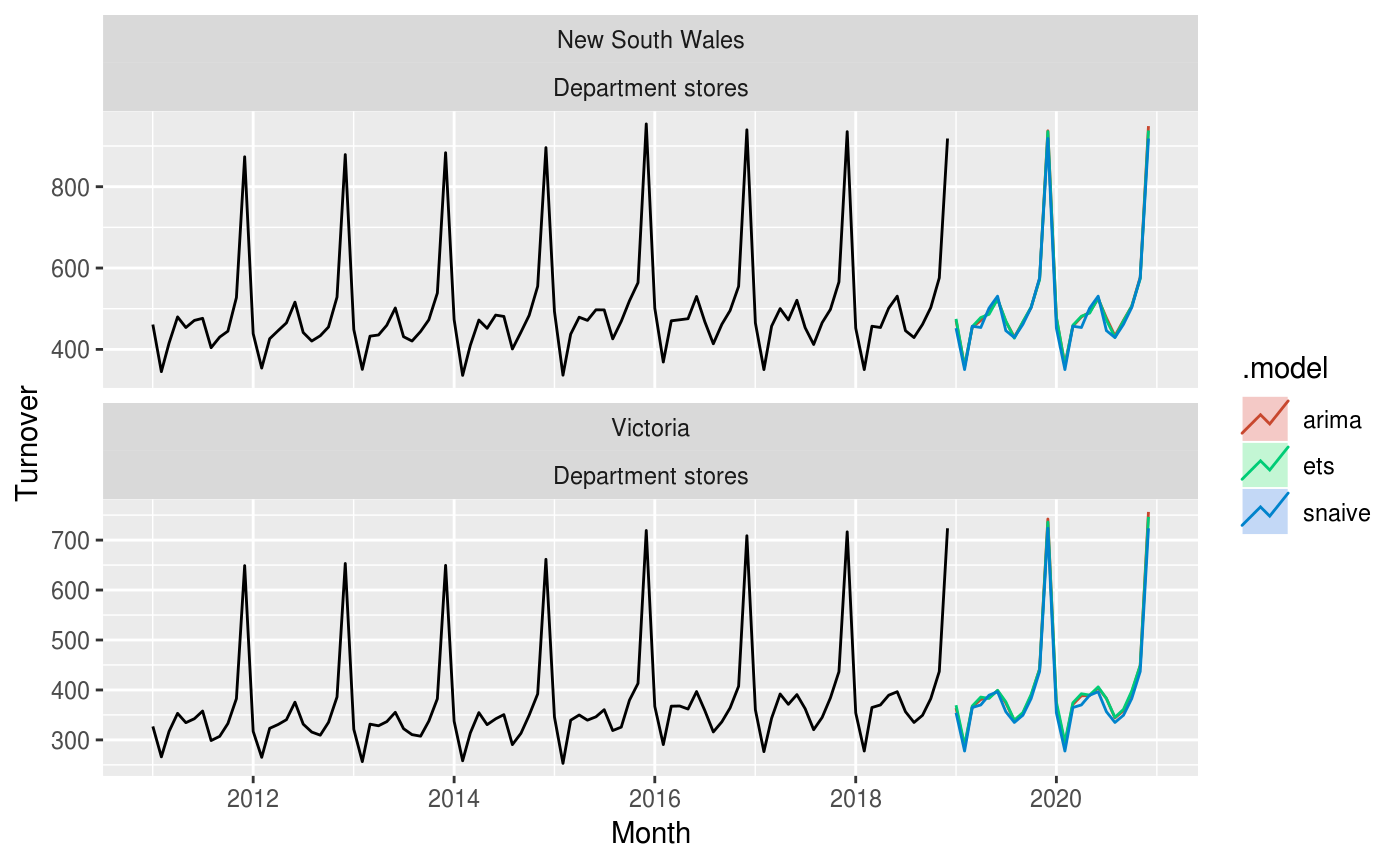 New South Wales
Department stores
800
600
400
Victoria
Department stores
700
600
500
400
300
2012 2014 2016 2018 2020
Month
Turnover
.model
arima
ets
snaive